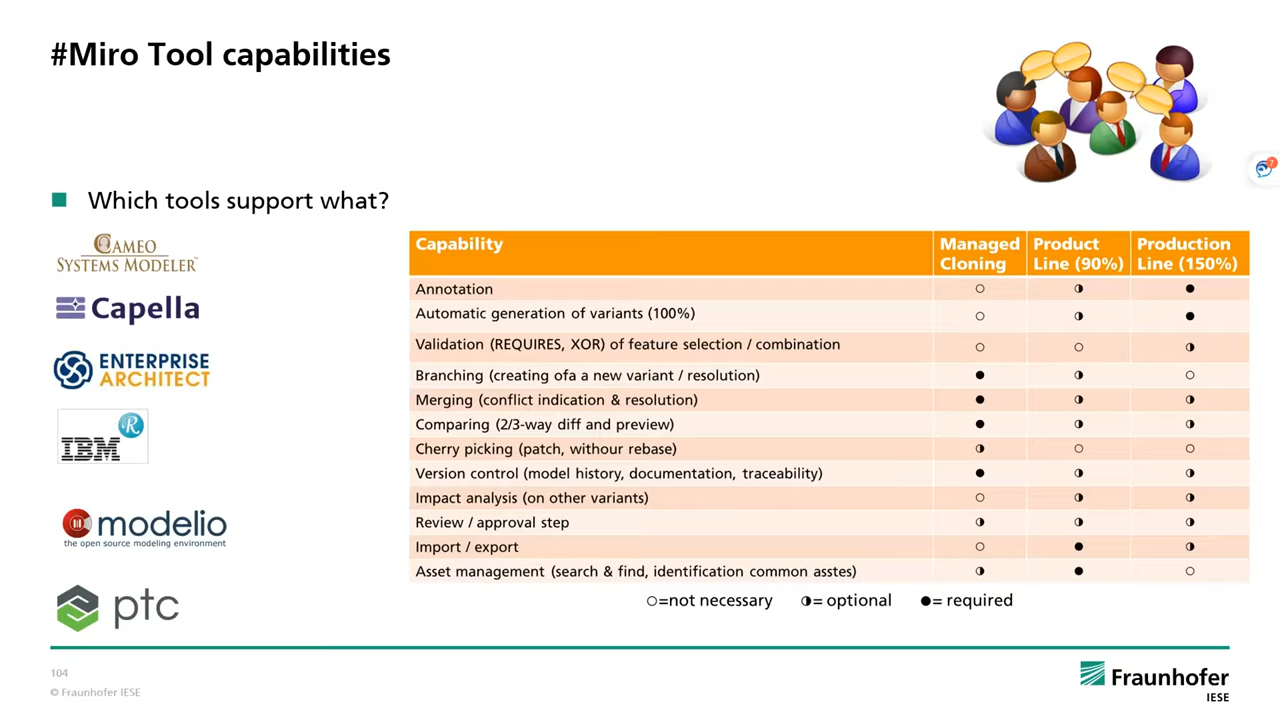 #Miro Tool capabilities
7
Which tools support what?
CAMEO
SYSTEMS MODELER
Capella
ENTERPRISE
ARCHITECT
IBM
R
modelio
the open source modeling environment
ptc
Capability Managed Cloning Product Line (90%) Production Line (150%)
Annotation ○ ◑ ●
Automatic generation of variants (100%) ○ ◑ ●
Validation (REQUIRES, XOR) of feature selection / combination ○ ○ ◑
Branching (creating ofa a new variant / resolution) ● ◑ ○
Merging (conflict indication & resolution) ● ◑ ◑
Comparing (2/3-way diff and preview) ● ◑ ◑
Cherry picking (patch, withour rebase) ◑ ○ ○
Version control (model history, documentation, traceability) ● ◑ ◑
Impact analysis (on other variants) ○ ◑ ◑
Review / approval step ◑ ◑ ◑
Import / export ○ ● ◑
Asset management (search & find, identification common asstes) ◑ ● ○
○=not necessary ◑= optional ●= required
104
© Fraunhofer IESE
Fraunhofer
IESE